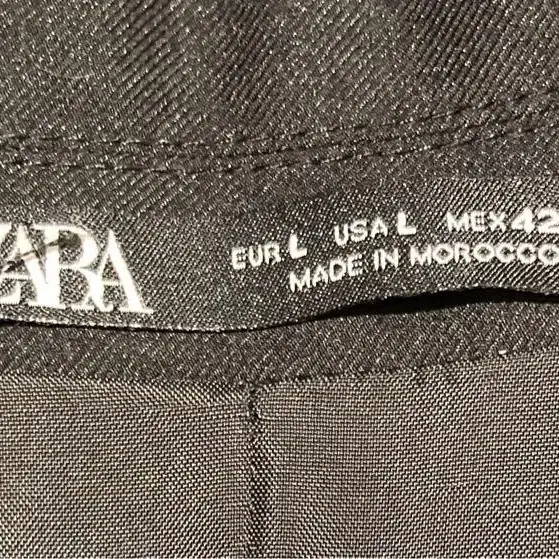 ZARA
EUR L USA L MEX 42
MADE IN MOROCCO